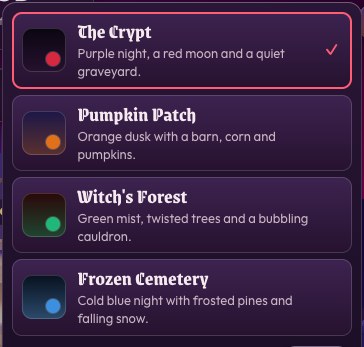 The Crypt
Purple night, a red moon and a quiet
graveyard.
Pumpkin Patch
Orange dusk with a barn, corn and
pumpkins.
Witch's Forest
Green mist, twisted trees and a bubbling
cauldron.
Frozen Cemetery
Cold blue night with frosted pines and
falling snow.